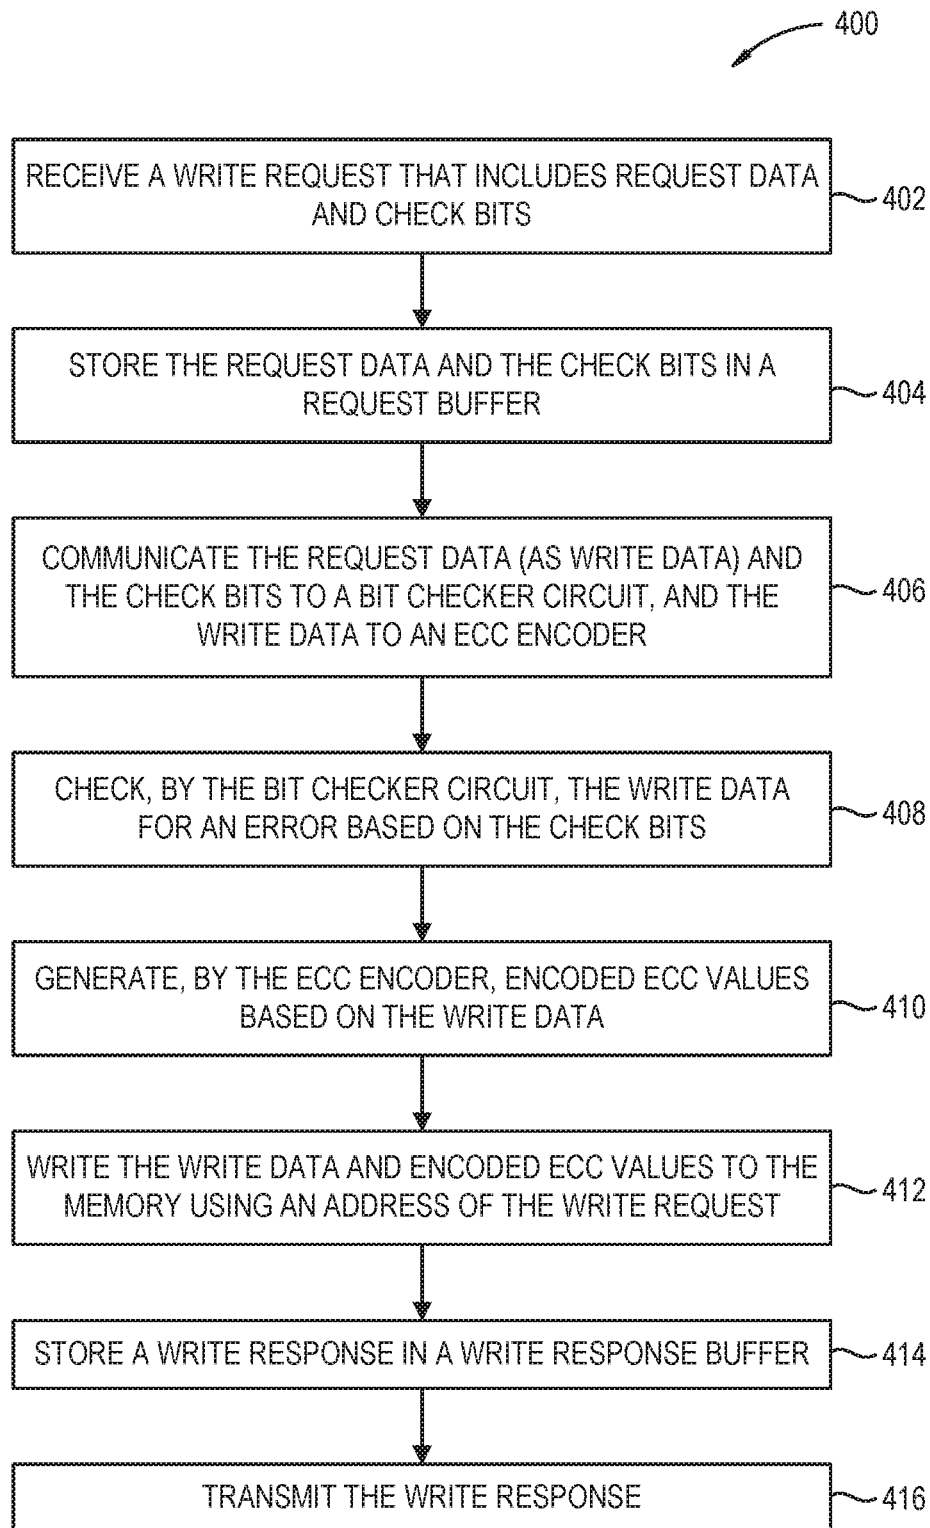 400
RECEIVE A WRITE REQUEST THAT INCLUDES REQUEST DATA
AND CHECK BITS
402
STORE THE REQUEST DATA AND THE CHECK BITS IN A
REQUEST BUFFER
404
COMMUNICATE THE REQUEST DATA (AS WRITE DATA) AND
THE CHECK BITS TO A BIT CHECKER CIRCUIT, AND THE
WRITE DATA TO AN ECC ENCODER
406
CHECK, BY THE BIT CHECKER CIRCUIT, THE WRITE DATA
FOR AN ERROR BASED ON THE CHECK BITS
408
GENERATE, BY THE ECC ENCODER, ENCODED ECC VALUES
BASED ON THE WRITE DATA
410
WRITE THE WRITE DATA AND ENCODED ECC VALUES TO THE
MEMORY USING AN ADDRESS OF THE WRITE REQUEST
412
STORE A WRITE RESPONSE IN A WRITE RESPONSE BUFFER
414
TRANSMIT THE WRITE RESPONSE
416